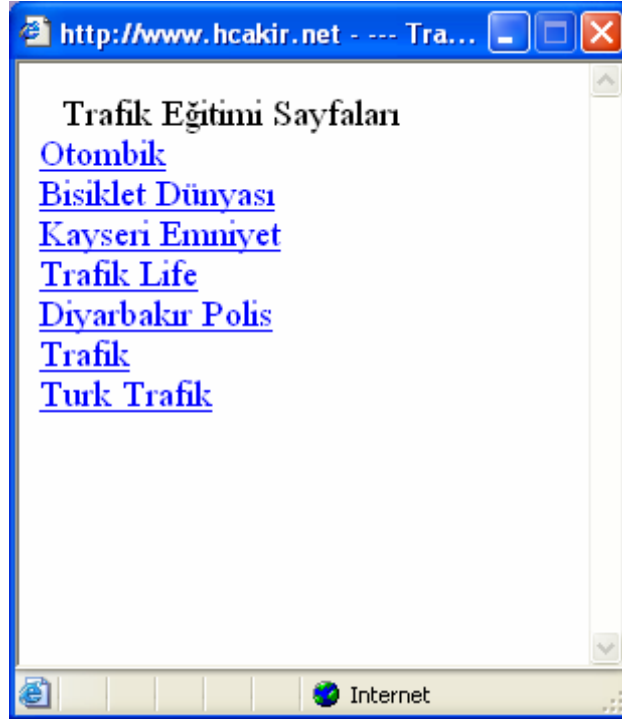 http://www.hcakir.net - --- Tra...
Trafik Eğitimi Sayfaları
Otombik
Bisiklet Dünyası
Kayseri Emniyet
Trafik Life
Diyarbakır Polis
Trafik
Turk Trafik
Internet